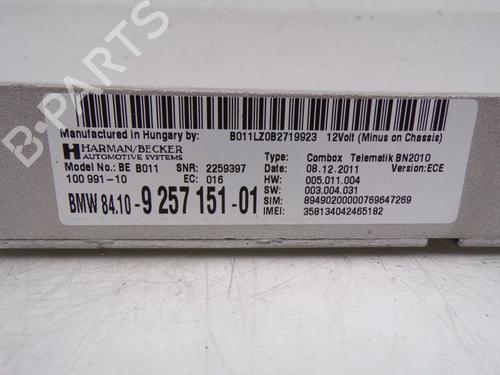 B-PARTS
Manufactured in Hungary by: B011LZ0B2719923 12Volt (Minus on Chassis)
HARMAN/BECKER
AUTOMOTIVE SYSTEMS
Type: Combox Telematik BN2010
Model No.: BE B011 SNR: 2259397 Date: 08.12.2011 Version: ECE
100 991-10 EC: 016 HW: 005.011.004
SW: 003.004.031
BMW 84.10-9 257 151-01 SIM: 89490200000769647269
IMEI: 358134042465182